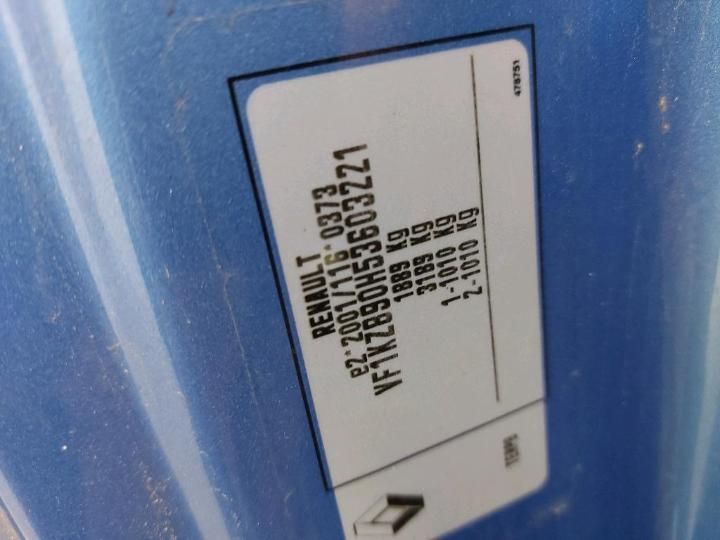 RENAULT
e2*2001/116*0373
VF1KZB90H53603221
1889 Kg
3189 Kg
1-1010 Kg
2-1010 Kg
478751